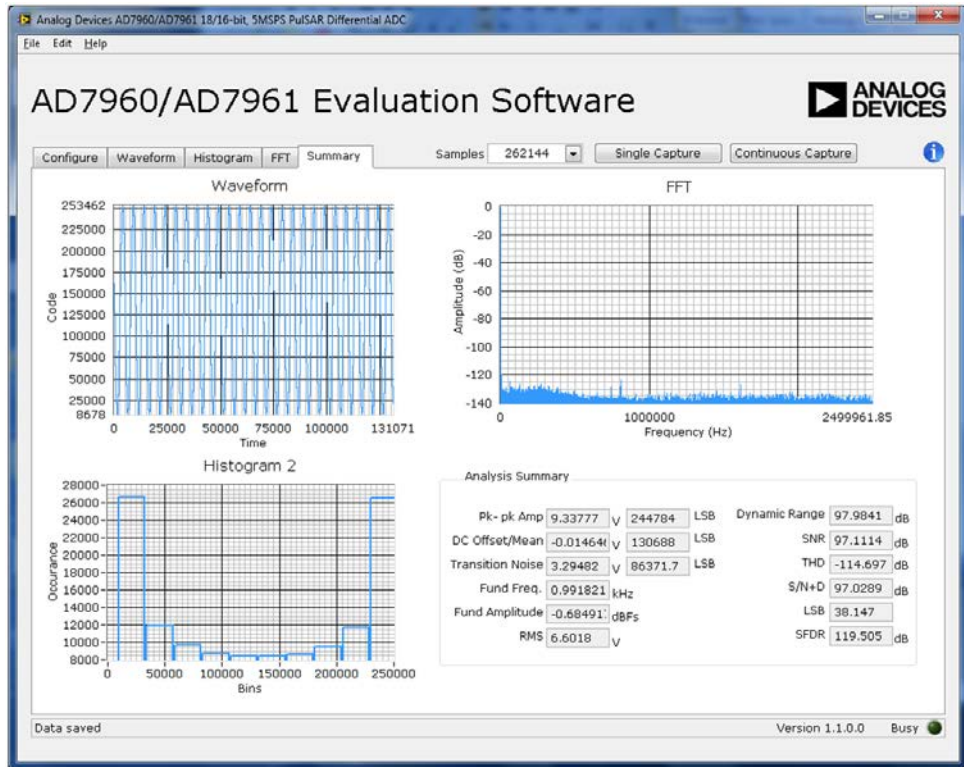 Analog Devices AD7960/AD7961 18/16-bit, 5MSPS PulSAR Differential ADC
File Edit Help
AD7960/AD7961 Evaluation Software
ANALOG
DEVICES
Configure Waveform Histogram FFT Summary
Samples 262144 Single Capture Continuous Capture
Waveform
253462
225000
200000
175000
150000
125000
100000
75000
50000
25000
8678
Code
0 25000 50000 75000 100000 131071
Time
FFT
0
-20
-40
-60
-80
-100
-120
-140
Amplitude (dB)
0 1000000 2499961.85
Frequency (Hz)
Histogram 2
28000
26000
24000
22000
20000
18000
16000
14000
12000
10000
8000
Occurance
0 50000 100000 150000 200000 250000
Bins
Analysis Summary
Pk- pk Amp 9.33777 V 244784 LSB
DC Offset/Mean -0.01464 V 130688 LSB
Transition Noise 3.29482 V 86371.7 LSB
Fund Freq. 0.991821 kHz
Fund Amplitude -0.68491 dBFs
RMS 6.6018 V
Dynamic Range 97.9841 dB
SNR 97.1114 dB
THD -114.697 dB
S/N+D 97.0289 dB
LSB 38.147
SFDR 119.505 dB
Data saved
Version 1.1.0.0 Busy